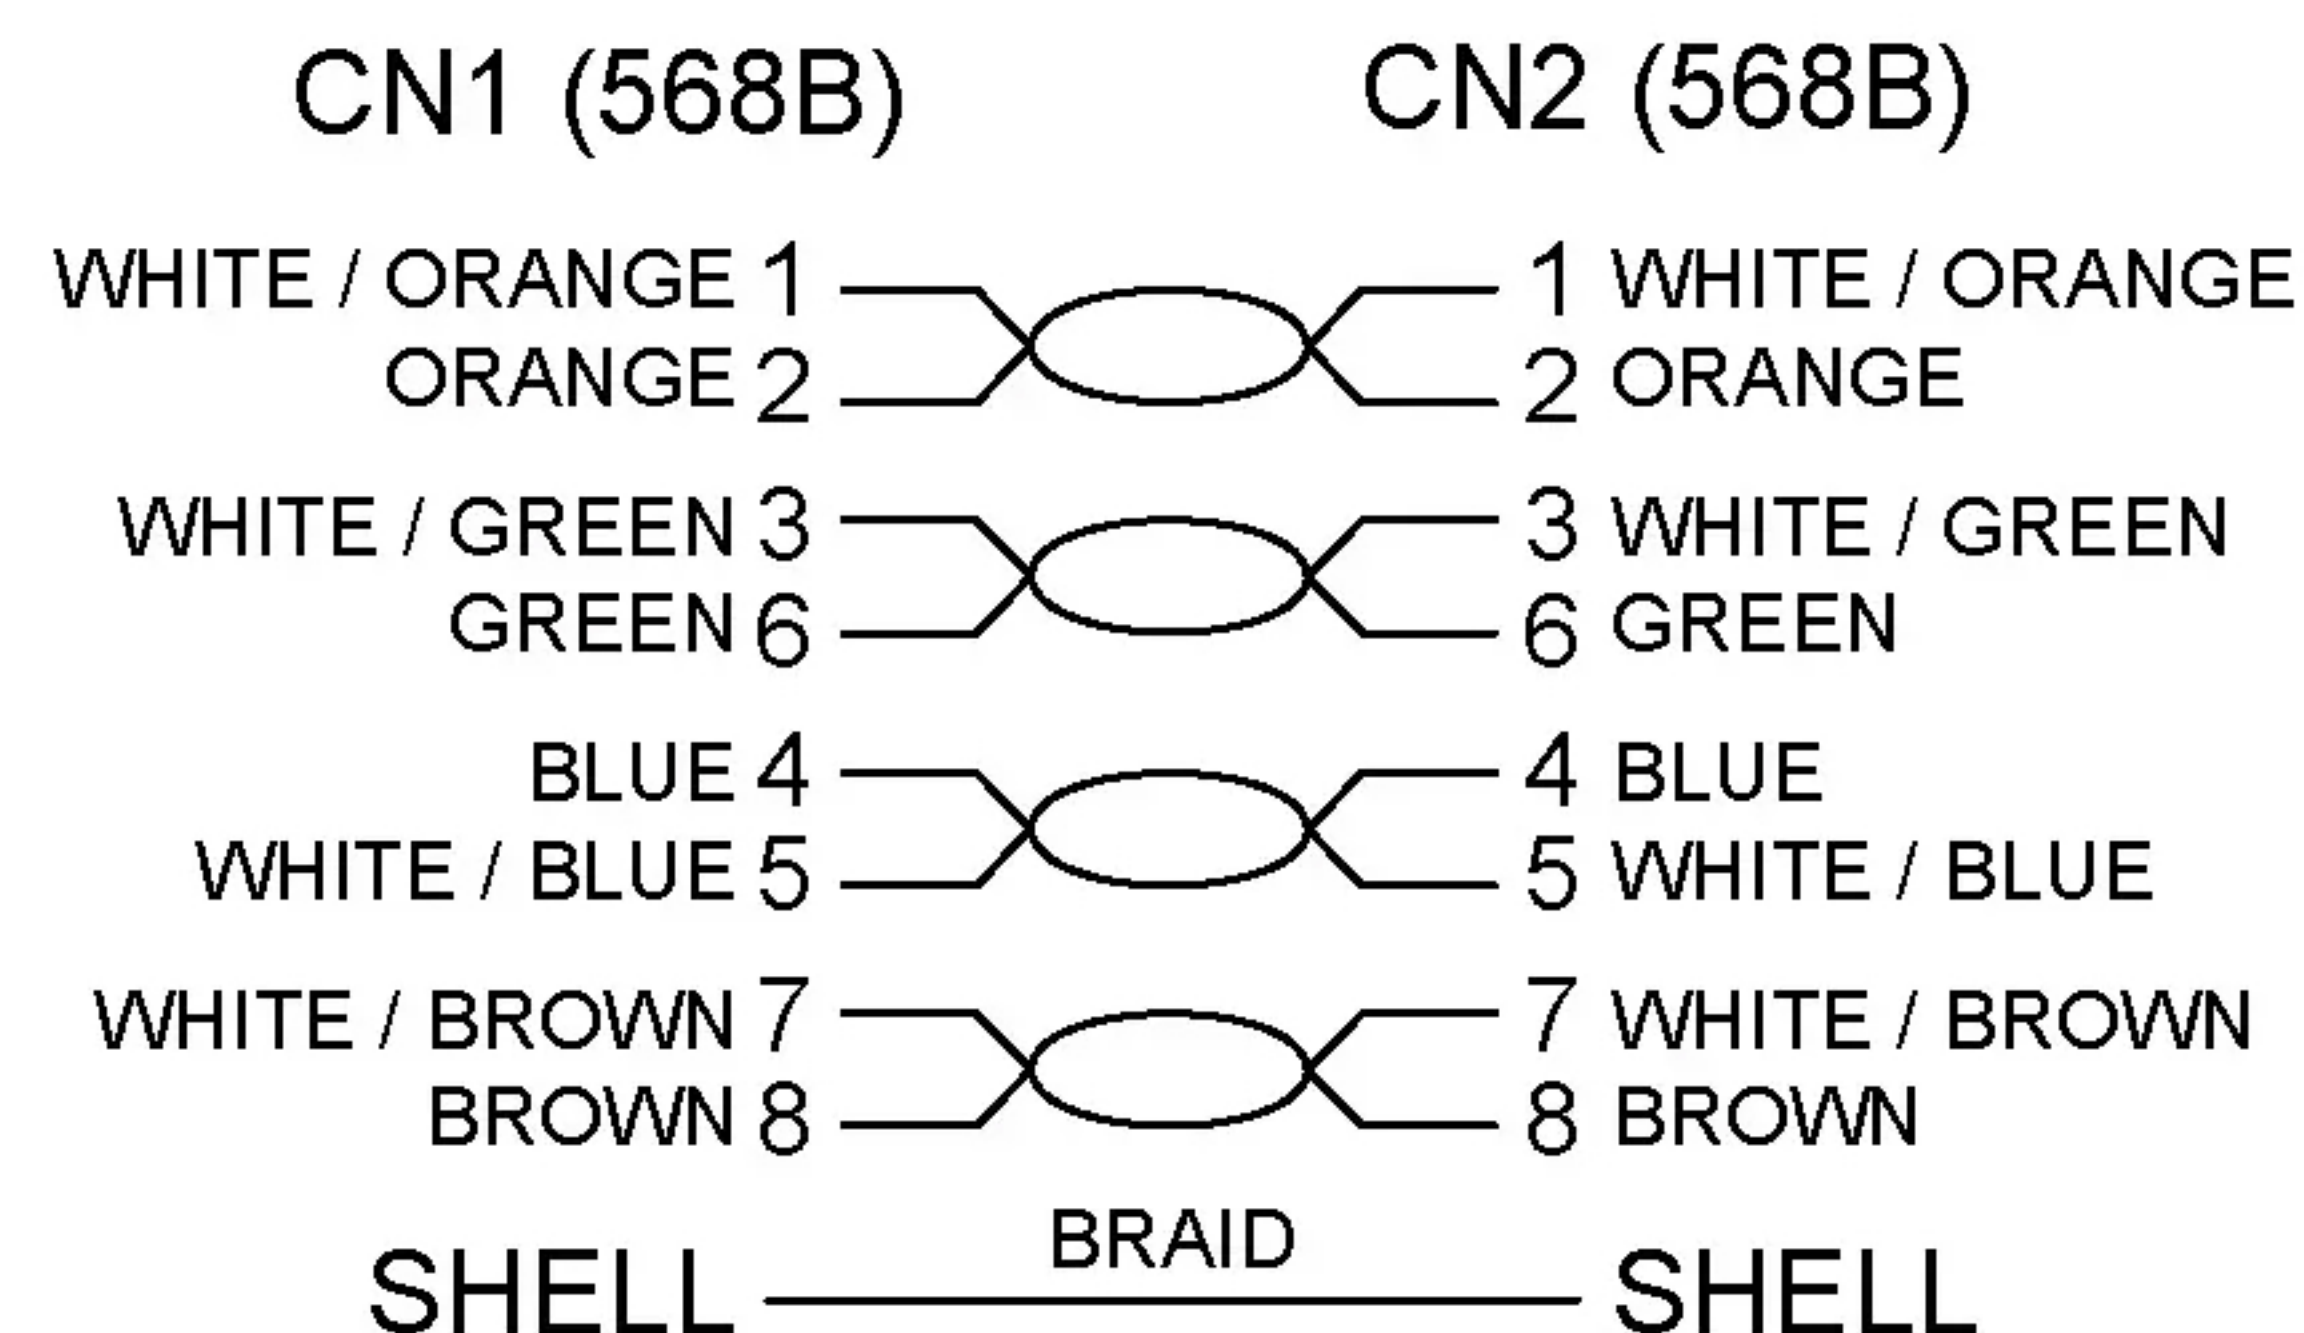 CN1 (568B) CN2 (568B)
WHITE / ORANGE 1 1 WHITE / ORANGE
ORANGE 2 2 ORANGE
WHITE / GREEN 3 3 WHITE / GREEN
GREEN 6 6 GREEN
BLUE 4 4 BLUE
WHITE / BLUE 5 5 WHITE / BLUE
WHITE / BROWN 7 7 WHITE / BROWN
BROWN 8 8 BROWN
BRAID
SHELL SHELL